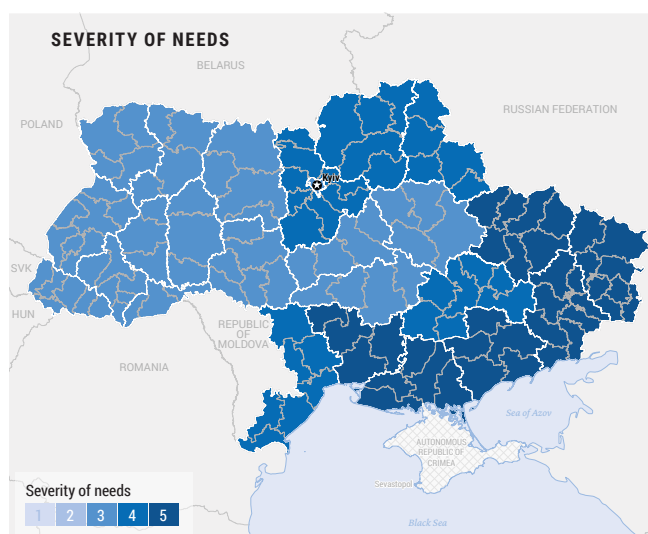 SEVERITY OF NEEDS
BELARUS
POLAND
RUSSIAN FEDERATION
Kyiv
SVK
HUN
REPUBLIC
OF
MOLDOVA
ROMANIA
Sea of Azov
AUTONOMOUS
REPUBLIC OF
CRIMEA
Sevastopol
Black Sea
Severity of needs
1 2 3 4 5